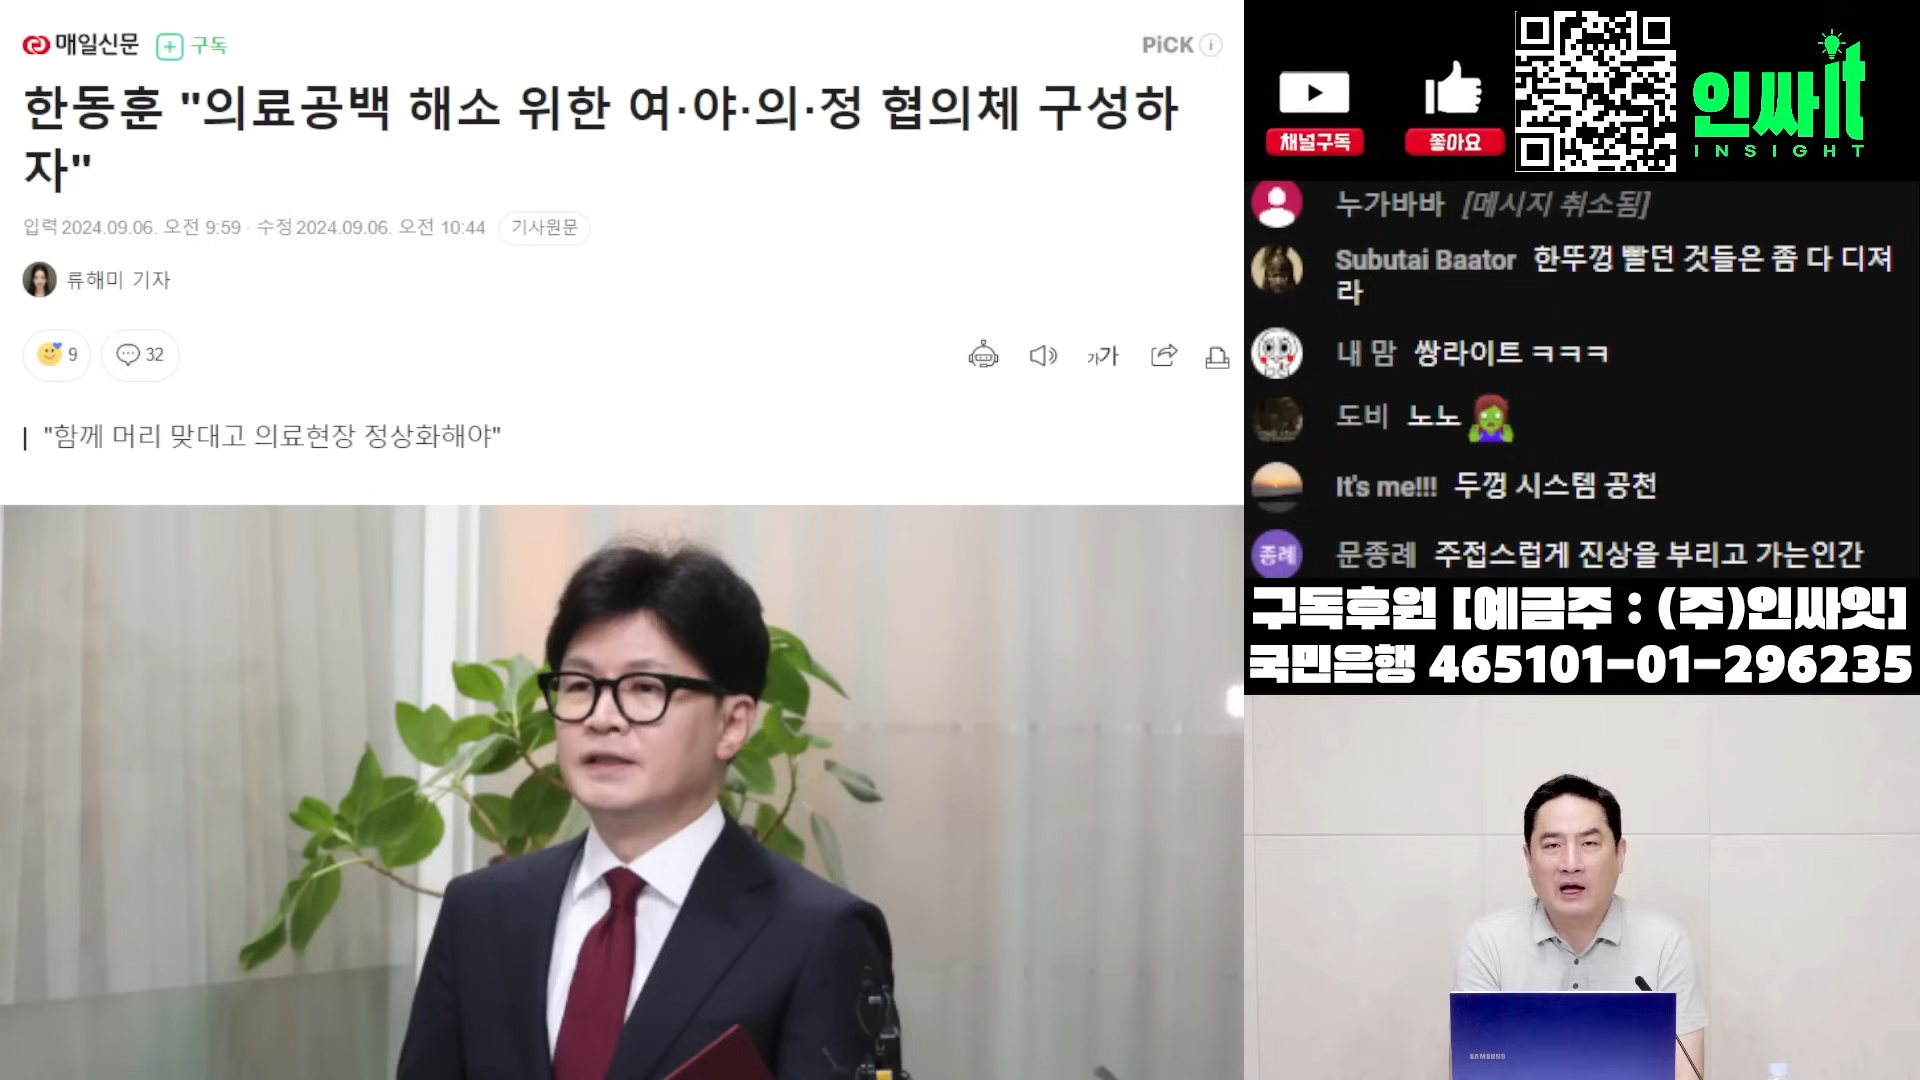 매일신문
구독
PiCK
한동훈 "의료공백 해소 위한 여·야·의·정 협의체 구성하
자"
입력 2024.09.06. 오전 9:59 · 수정 2024.09.06. 오전 10:44
기사원문
류해미 기자
9
32
가가
"함께 머리 맞대고 의료현장 정상화해야"
채널구독
좋아요
인싸it
INSIGHT
누가바바 [메시지 취소됨]
Subutai Baator 한뚜껑 빨던 것들은 좀 다 디져
라
내 맘 쌍라이트 ㅋㅋㅋ
도비 노노
It's me!!! 두껑 시스템 공천
종례
문종례 주접스럽게 진상을 부리고 가는인간
구독후원 [예금주 : (주)인싸잇]
국민은행 465101-01-296235
SAMSUNG